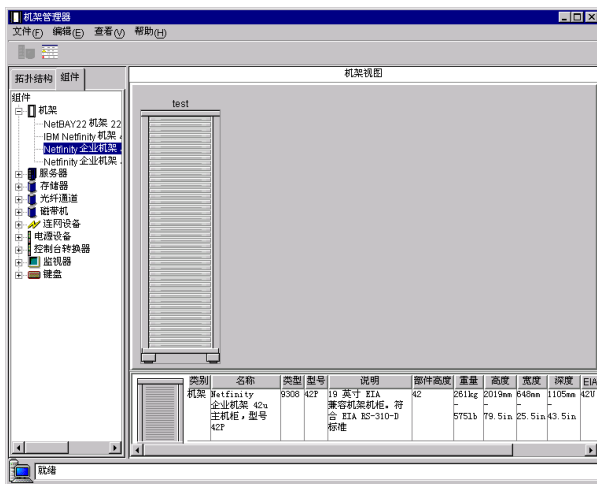 机架管理器
文件(F) 编辑(E) 查看(V) 帮助(H)
拓扑结构 组件
机架视图
组件
机架
NetBAY22 机架 22
IBM Netfinity 机架
Netfinity 企业机架
Netfinity 企业机架
服务器
存储器
光纤通道
磁带机
连网设备
电源设备
控制台转换器
监视器
键盘
test
类别 名称 类型 型号 说明 部件高度 重量 高度 宽度 深度 EIA
机架 Netfinity 9308 42P 19 英寸 EIA 42 261kg 2019mm 648mm 1105mm 42U
企业机架 42u 兼容机架机柜。符 - - - -
主机柜，型号 合 EIA RS-310-D 575lb 79.5in 25.5in 43.5in
42P 标准
就绪